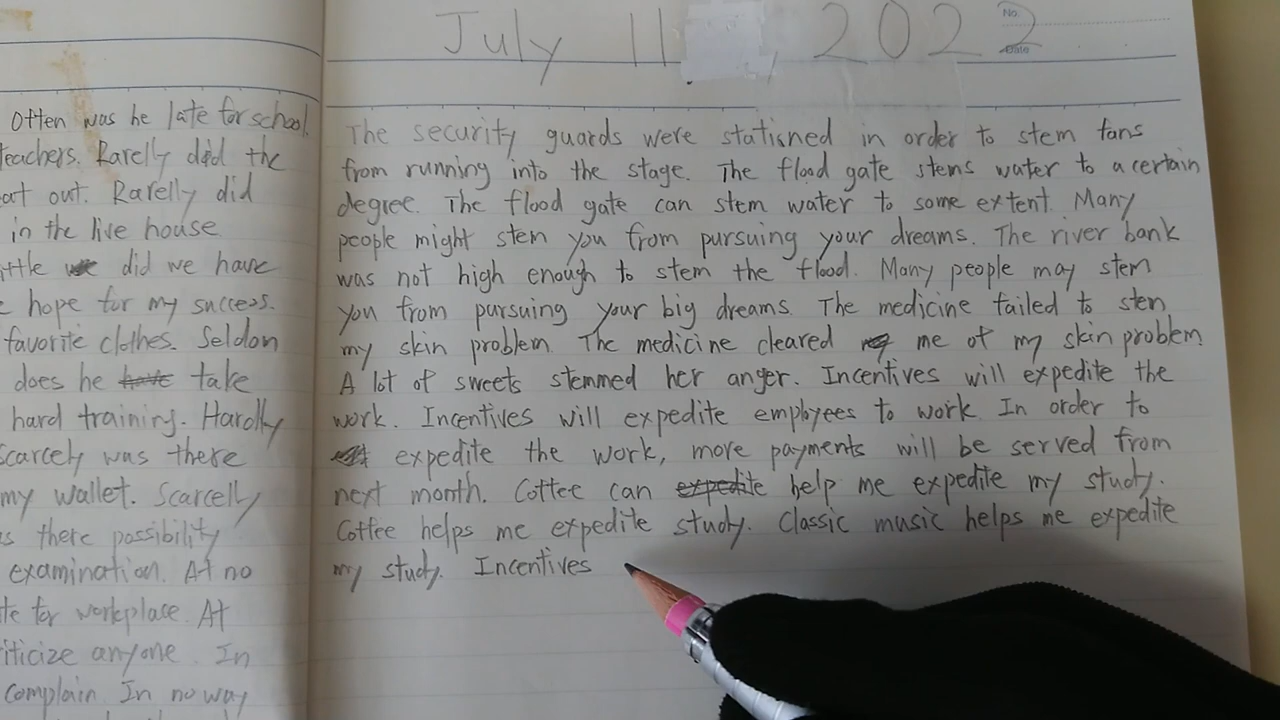 Often was he late for school.
teachers. Rarelly did the
out. Rarelly did
in the live house
did we have
hope for my success.
favorite clothes. Seldon
does he have take
hard training. Hardlly
Scarcely was there
my wallet. Scarcelly
there possibility
examination. At no
for workplace. At
anyone. In
complain. In no way
July 11, 2022
No.
Date
The security guards were stationed in order to stem fans
from running into the stage. The flood gate stems water to a certain
degree. The flood gate can stem water to some extent. Many
people might stem you from pursuing your dreams. The river bank
was not high enough to stem the flood. Many people may stem
you from pursuing your big dreams. The medicine failed to stem
my skin problem. The medicine cleared me of my skin problem.
A lot of sweets stemmed her anger. Incentives will expedite the
work. Incentives will expedite employees to work. In order to
expedite the work, more payments will be served from
next month. Coffee can expedite help me expedite my study.
Coffee helps me expedite study. Classic music helps me expedite
my study. Incentives